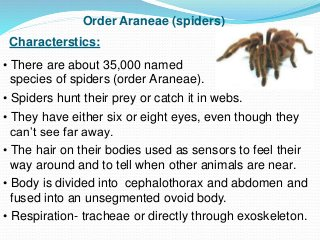 Order Araneae (spiders)
Characterstics:
• There are about 35,000 named
species of spiders (order Araneae).
• Spiders hunt their prey or catch it in webs.
• They have either six or eight eyes, even though they
can’t see far away.
• The hair on their bodies used as sensors to feel their
way around and to tell when other animals are near.
• Body is divided into cephalothorax and abdomen and
fused into an unsegmented ovoid body.
• Respiration- tracheae or directly through exoskeleton.